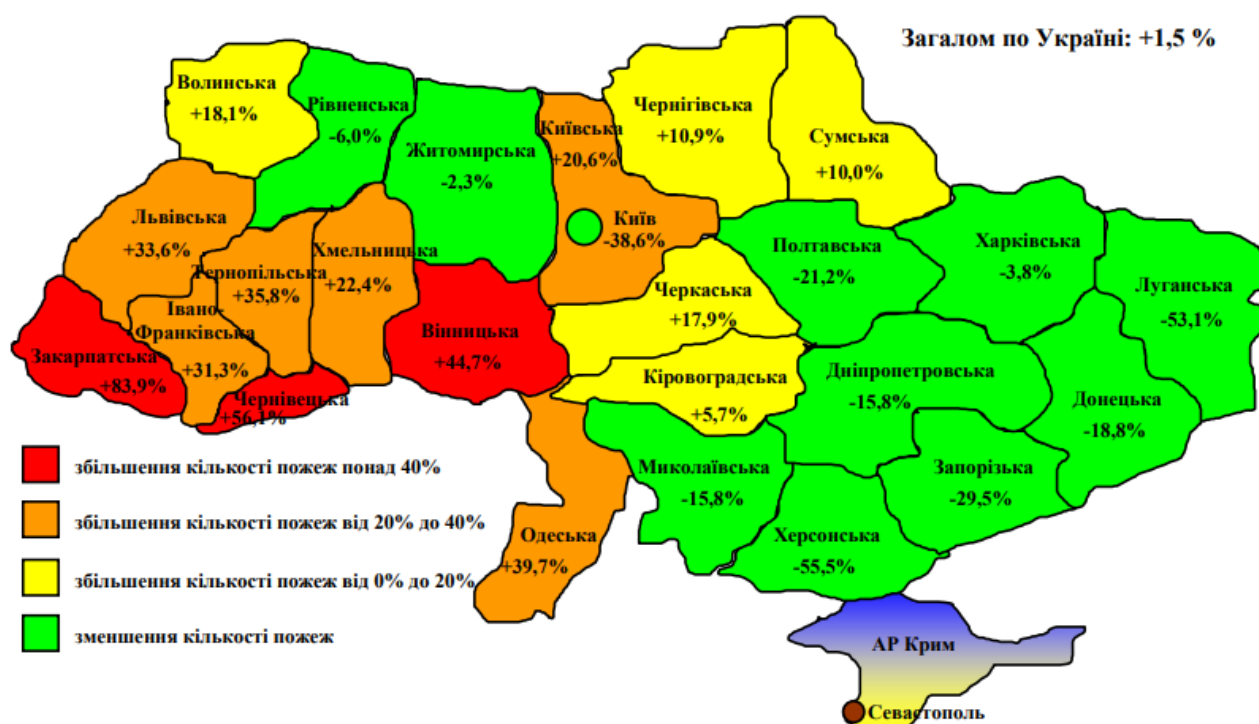 Загалом по Україні: +1,5 %
Волинська
+18,1%
Рівненська
-6,0%
Житомирська
-2,3%
Київська
+20,6%
Чернігівська
+10,9%
Сумська
+10,0%
Львівська
+33,6%
Тернопільська
+35,8%
Хмельницька
+22,4%
Київ
-38,6%
Полтавська
-21,2%
Харківська
-3,8%
Луганська
-53,1%
Івано-
Франківська
+31,3%
Закарпатська
+83,9%
Чернівецька
+56,1%
Вінницька
+44,7%
Черкаська
+17,9%
Кіровоградська
+5,7%
Дніпропетровська
-15,8%
Донецька
-18,8%
Миколаївська
-15,8%
Запорізька
-29,5%
Одеська
+39,7%
Херсонська
-55,5%
АР Крим
Севастополь
збільшення кількості пожеж понад 40%
збільшення кількості пожеж від 20% до 40%
збільшення кількості пожеж від 0% до 20%
зменшення кількості пожеж